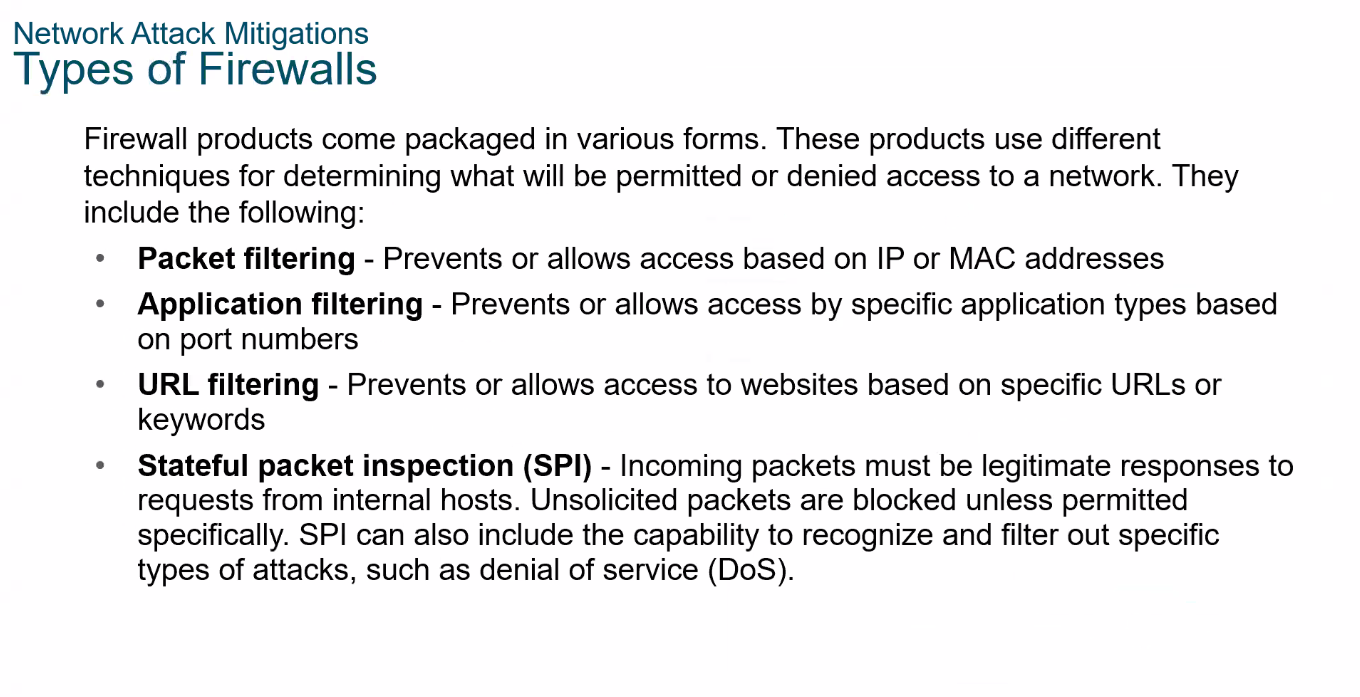 Network Attack Mitigations
Types of Firewalls
Firewall products come packaged in various forms. These products use different
techniques for determining what will be permitted or denied access to a network. They
include the following:
• Packet filtering - Prevents or allows access based on IP or MAC addresses
• Application filtering - Prevents or allows access by specific application types based
on port numbers
• URL filtering - Prevents or allows access to websites based on specific URLs or
keywords
• Stateful packet inspection (SPI) - Incoming packets must be legitimate responses to
requests from internal hosts. Unsolicited packets are blocked unless permitted
specifically. SPI can also include the capability to recognize and filter out specific
types of attacks, such as denial of service (DoS).